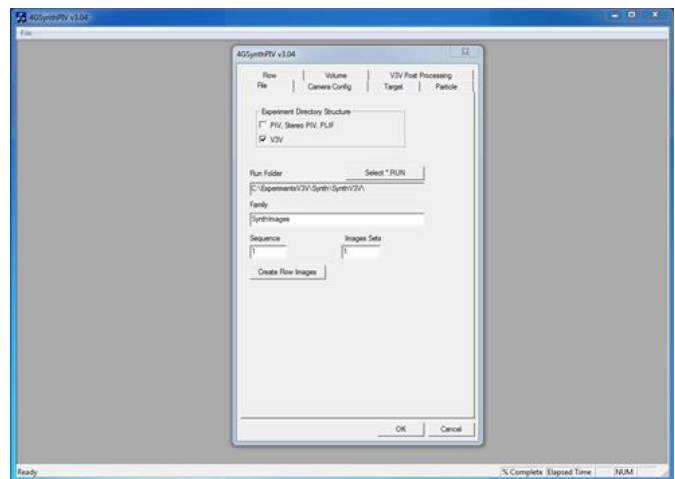 4GSynthPIV v3.04
File
4GSynthPIV v3.04
Flow Volume V3V Post Processing
File Camera Config Target Particle
Experiment Directory Structure
PIV, Stereo PIV, PLIF
V3V
Run Folder Select *.RUN
C:\ExperimentsV3V\Synth\SynthV3V\
Family
SynthImages
Sequence Images Sets
1 1
Create Flow Images
OK Cancel
Ready % Complete Elapsed Time NUM